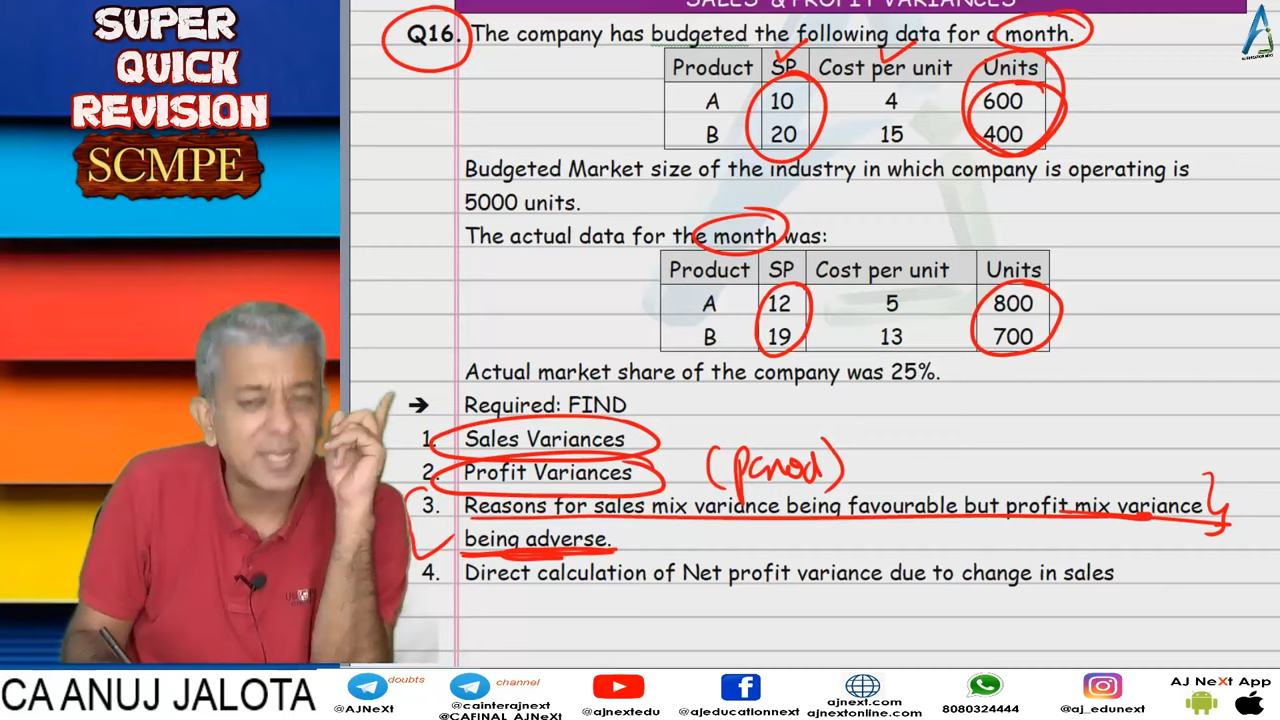 SUPER
QUICK
REVISION
SCMPE
SALES & PROFIT VARIANCES
Q16. The company has budgeted the following data for a month.
Product SP Cost per unit Units
A 10 4 600
B 20 15 400
Budgeted Market size of the industry in which company is operating is
5000 units.
The actual data for the month was:
Product SP Cost per unit Units
A 12 5 800
B 19 13 700
Actual market share of the company was 25%.
➔ Required: FIND
1. Sales Variances
2. Profit Variances
(period)
3. Reasons for sales mix variance being favourable but profit mix variance
being adverse.
4. Direct calculation of Net profit variance due to change in sales
CA ANUJ JALOTA
doubts
@AJNeXt
channel
@cainterajnext
@CAFINAL_AJNeXt
@ajnextedu
@ajeducationnext
ajnext.com
ajnextonline.com
8080324444
@aj_edunext
AJ NeXt App